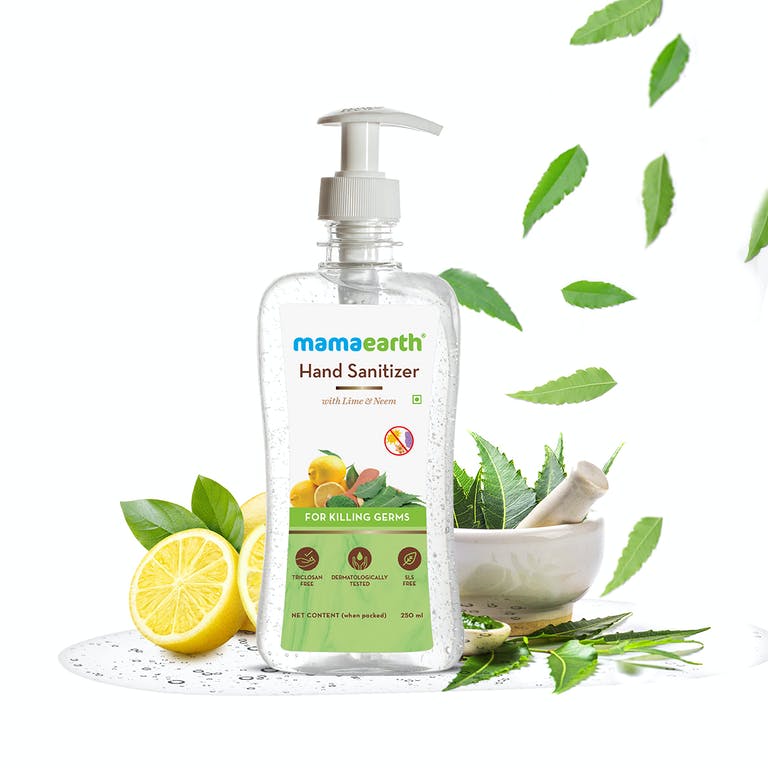 mamaearth®
Hand Sanitizer
with Lime & Neem
FOR KILLING GERMS
TRICLOSAN
FREE
DERMATOLOGICALLY
TESTED
SLS
FREE
NET CONTENT (when packed) 250 ml